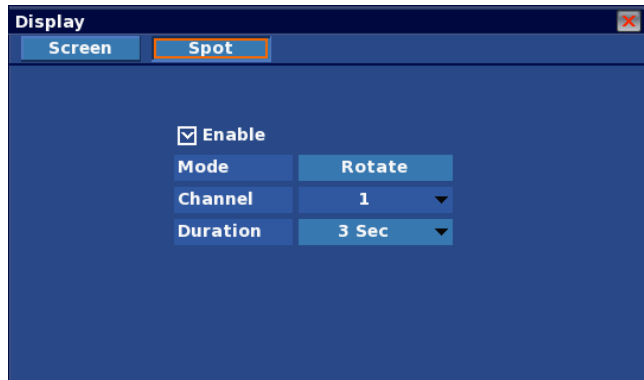 Display
Screen Spot
Enable
Mode Rotate
Channel 1
Duration 3 Sec